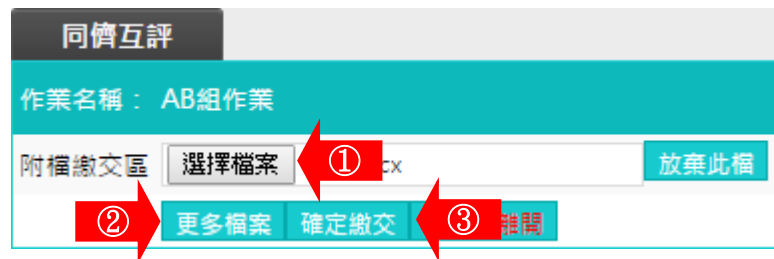 同儕互評
作業名稱： AB組作業
附檔繳交區 選擇檔案 ① cx 放棄此檔
② 更多檔案 確定繳交 ③ 離開